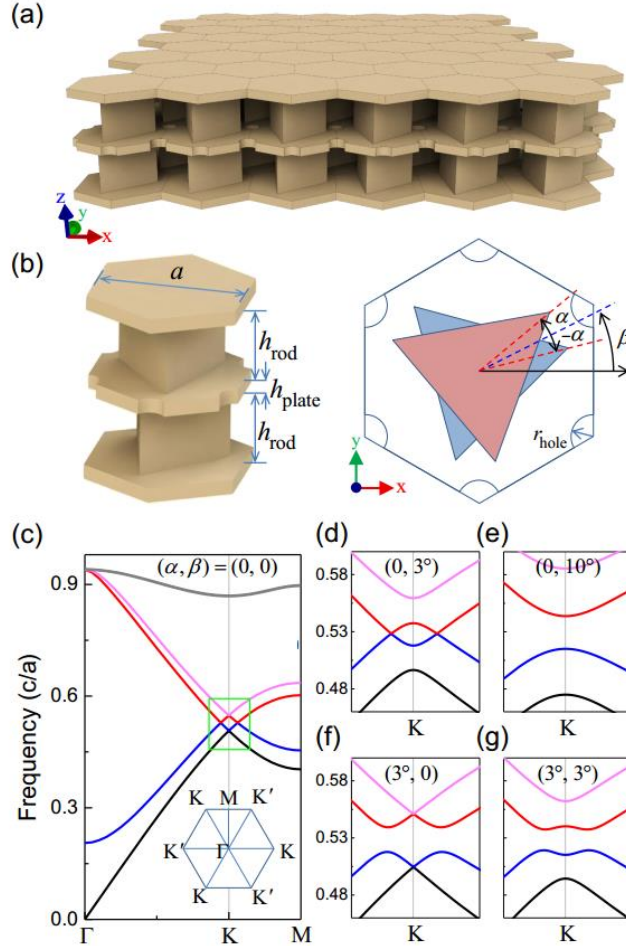 (a)
z
y
x
(b)
a
h_rod
h_plate
h_rod
α
-α
β
r_hole
y
x
(c)
(α, β) = (0, 0)
0.9
0.6
0.3
0.0
Frequency (c/a)
K M K′
K′ Γ K
K K′
Γ K M
(d)
(0, 3°)
0.58
0.53
0.48
K
(e)
(0, 10°)
K
(f)
(3°, 0)
0.58
0.53
0.48
K
(g)
(3°, 3°)
K